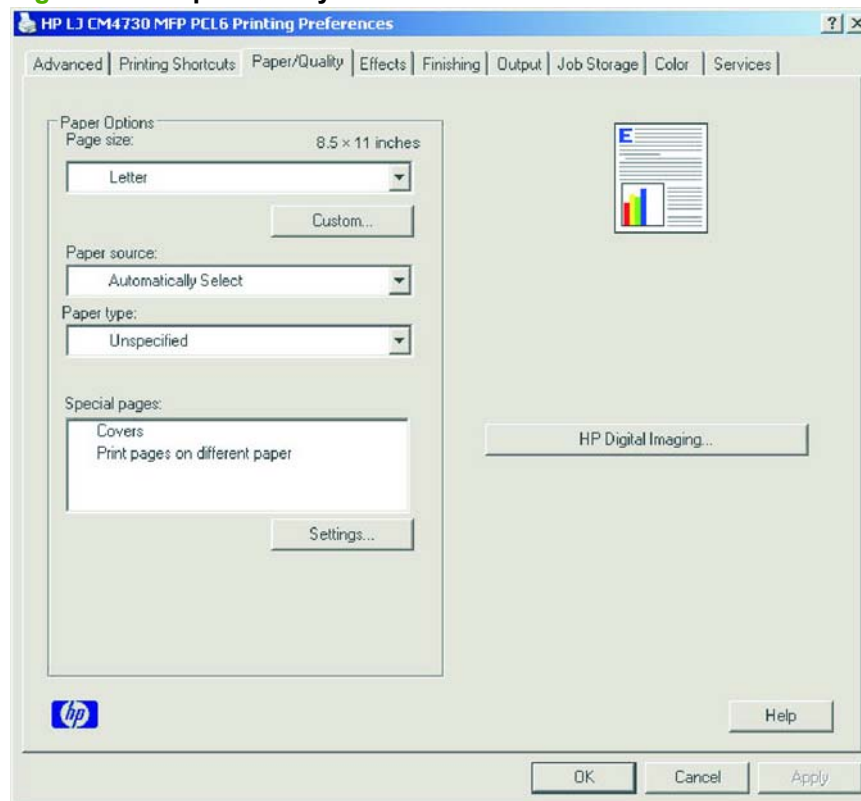 HP LJ CM4730 MFP PCL6 Printing Preferences
Advanced Printing Shortcuts Paper/Quality Effects Finishing Output Job Storage Color Services
Paper Options
Page size: 8.5 × 11 inches
Letter
Custom...
Paper source:
Automatically Select
Paper type:
Unspecified
Special pages:
Covers
Print pages on different paper
Settings...
E
HP Digital Imaging...
hp
Help
OK Cancel Apply